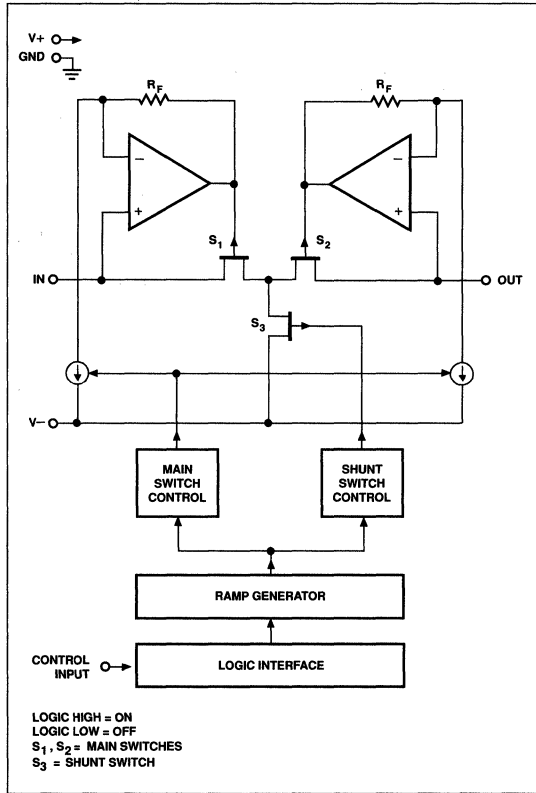 V+
GND
R_F
R_F
−
−
+
+
S_1
S_2
IN
OUT
S_3
V−
MAIN
SWITCH
CONTROL
SHUNT
SWITCH
CONTROL
RAMP GENERATOR
CONTROL
INPUT
LOGIC INTERFACE
LOGIC HIGH = ON
LOGIC LOW = OFF
S_1, S_2 = MAIN SWITCHES
S_3 = SHUNT SWITCH